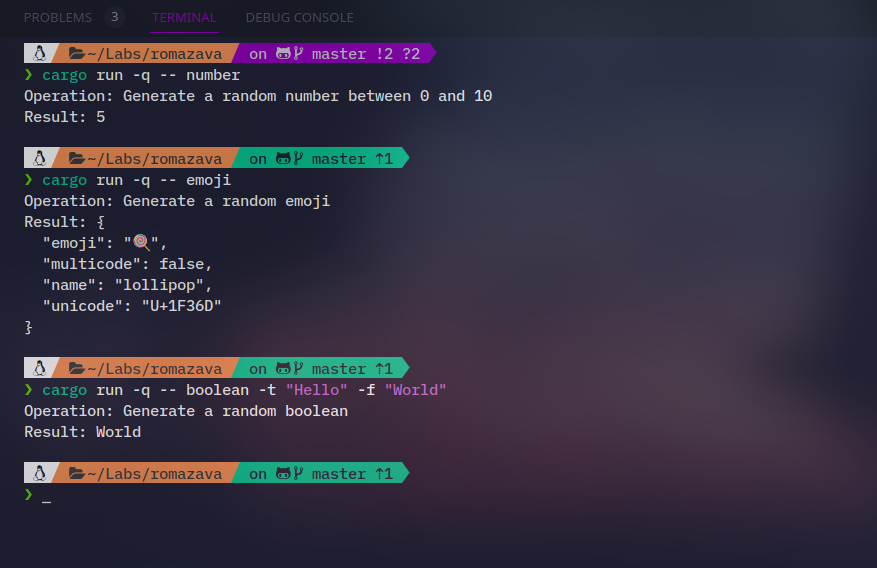 PROBLEMS 3 TERMINAL DEBUG CONSOLE
~/Labs/romazava on master !2 ?2
❯ cargo run -q -- number
Operation: Generate a random number between 0 and 10
Result: 5
~/Labs/romazava on master ↑1
❯ cargo run -q -- emoji
Operation: Generate a random emoji
Result: {
"emoji": "🍭",
"multicode": false,
"name": "lollipop",
"unicode": "U+1F36D"
}
~/Labs/romazava on master ↑1
❯ cargo run -q -- boolean -t "Hello" -f "World"
Operation: Generate a random boolean
Result: World
~/Labs/romazava on master ↑1
❯ _